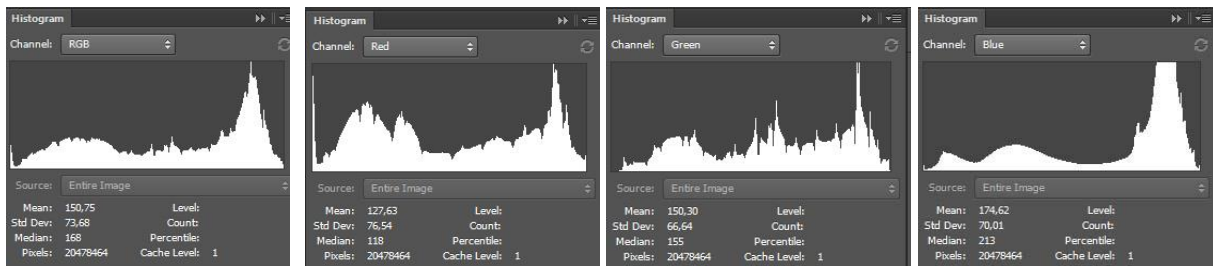 Histogram
Channel: RGB
Source: Entire Image
Mean: 150,75 Level:
Std Dev: 73,68 Count:
Median: 168 Percentile:
Pixels: 20478464 Cache Level: 1
Histogram
Channel: Red
Source: Entire Image
Mean: 127,63 Level:
Std Dev: 76,54 Count:
Median: 118 Percentile:
Pixels: 20478464 Cache Level: 1
Histogram
Channel: Green
Source: Entire Image
Mean: 150,30 Level:
Std Dev: 66,64 Count:
Median: 155 Percentile:
Pixels: 20478464 Cache Level: 1
Histogram
Channel: Blue
Source: Entire Image
Mean: 174,62 Level:
Std Dev: 70,01 Count:
Median: 213 Percentile:
Pixels: 20478464 Cache Level: 1